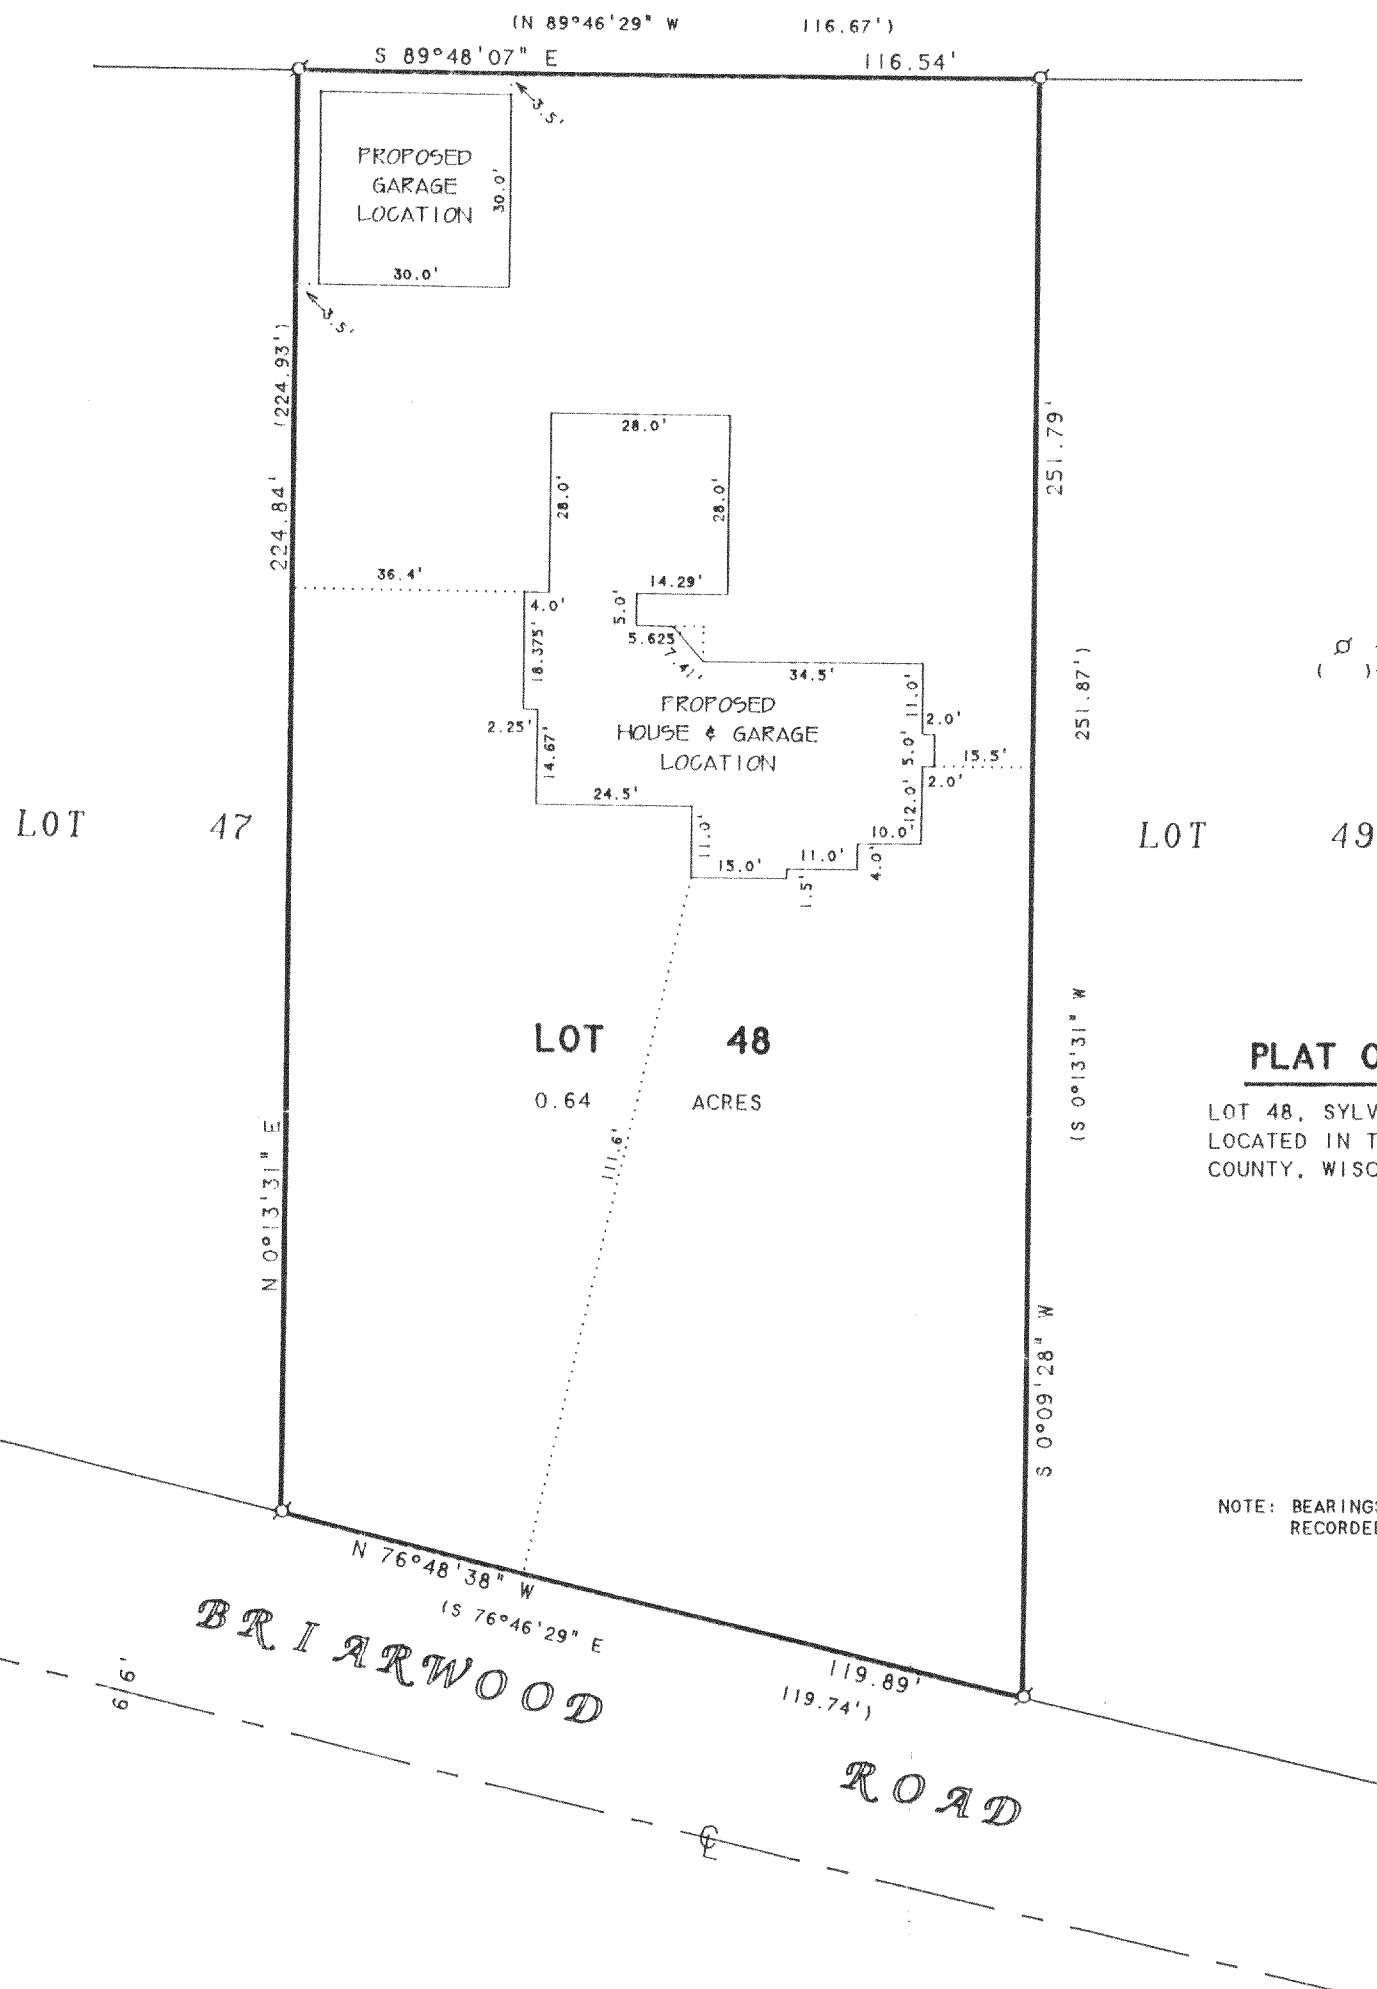 (N 89°46'29" W 116.67')
S 89°48'07" E 116.54'
3.5'
PROPOSED
GARAGE
LOCATION
30.0'
30.0'
3.5'
(224.93')
224.84'
251.79'
28.0'
28.0'
28.0'
36.4'
4.0'
14.29'
5.0'
5.625'
7.41'
18.375'
34.5'
11.0'
(251.87')
( )
PROPOSED
HOUSE & GARAGE
LOCATION
2.25'
14.67'
2.0'
5.0'
15.5'
2.0'
24.5'
12.0'
10.0'
11.0'
15.0'
11.0'
4.0'
1.5'
LOT 47
LOT 49
LOT 48
0.64 ACRES
111.6'
N 0°13'31" E
(S 0°13'31" W
S 0°09'28" W
PLAT O
LOT 48, SYLV
LOCATED IN T
COUNTY, WISC
NOTE: BEARINGS
RECORDED
N 76°48'38" W
(S 76°46'29" E
119.89'
119.74')
BRIARWOOD ROAD
66'
℄